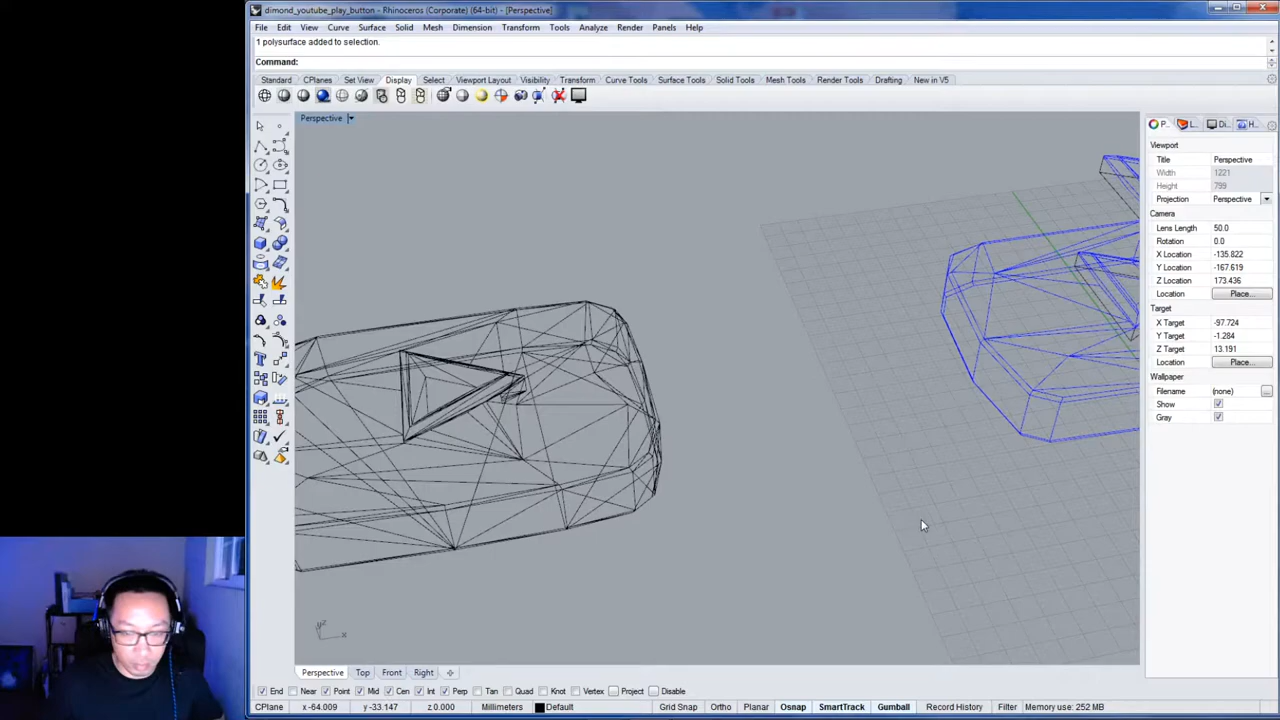 dimond_youtube_play_button - Rhinoceros (Corporate) (64-bit) - [Perspective]
File Edit View Curve Surface Solid Mesh Dimension Transform Tools Analyze Render Panels Help
1 polysurface added to selection.
Command:
Standard CPlanes Set View Display Select Viewport Layout Visibility Transform Curve Tools Surface Tools Solid Tools Mesh Tools Render Tools Drafting New in V5
Perspective
P... L... Di... H...
Viewport
Title Perspective
Width 1221
Height 799
Projection Perspective
Camera
Lens Length 50.0
Rotation 0.0
X Location -135.822
Y Location -167.619
Z Location 173.436
Location Place...
Target
X Target -97.724
Y Target -1.284
Z Target 13.191
Location Place...
Wallpaper
Filename (none) ...
Show
Gray
yz
x
Perspective Top Front Right
End Near Point Mid Cen Int Perp Tan Quad Knot Vertex Project Disable
CPlane x -64.009 y -33.147 z 0.000 Millimeters Default Grid Snap Ortho Planar Osnap SmartTrack Gumball Record History Filter Memory use: 252 MB